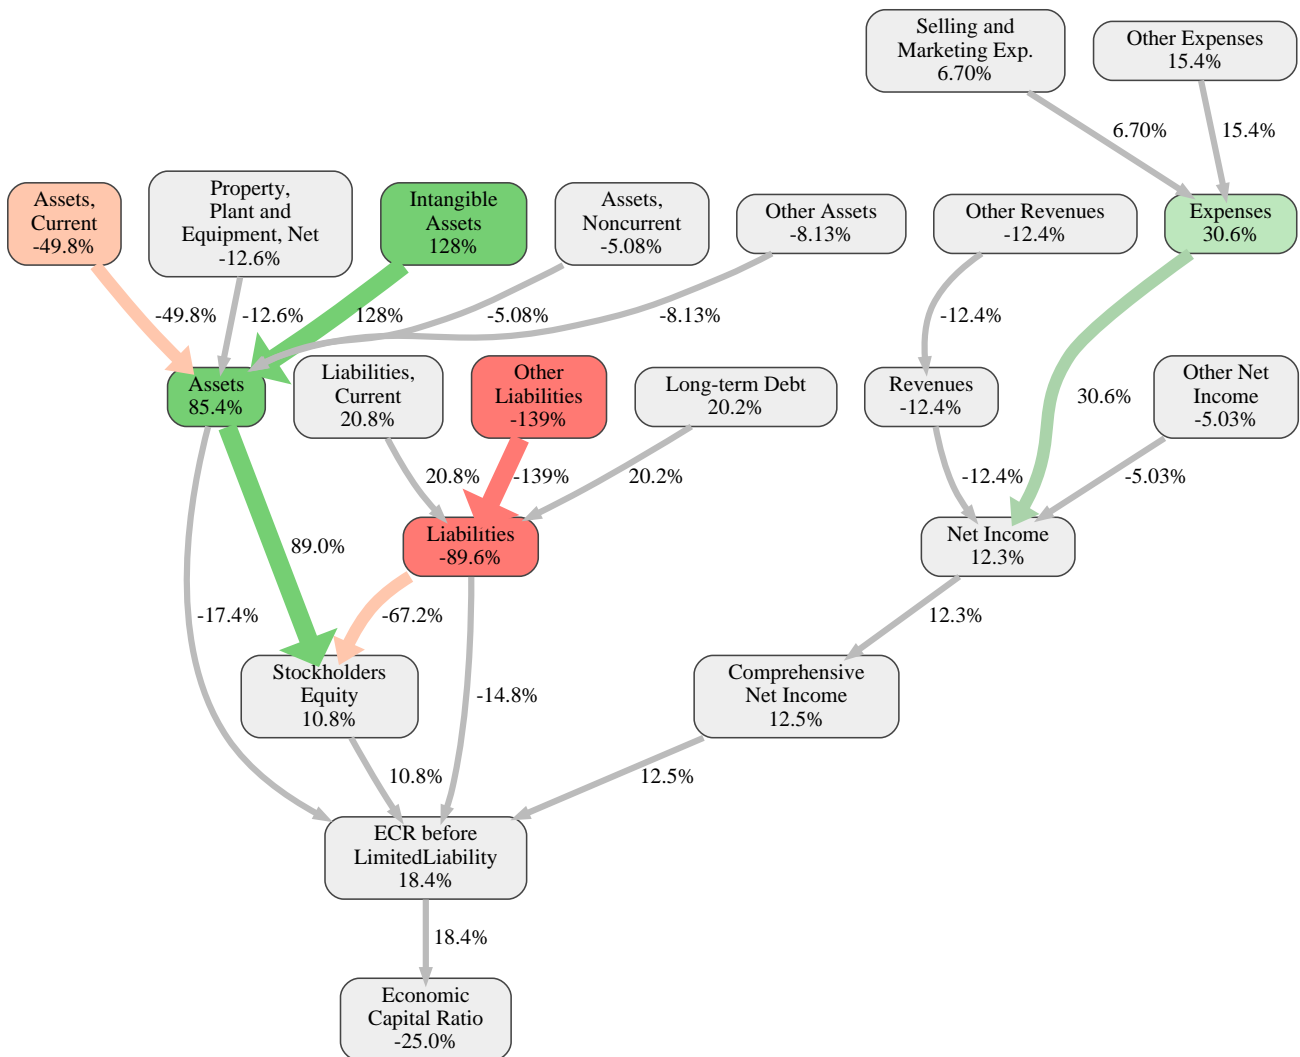 Selling and
Marketing Exp.
6.70%
Other Expenses
15.4%
6.70%
15.4%
Assets,
Current
-49.8%
Property,
Plant and
Equipment, Net
-12.6%
Intangible
Assets
128%
Assets,
Noncurrent
-5.08%
Other Assets
-8.13%
Other Revenues
-12.4%
Expenses
30.6%
-49.8%
-12.6%
128%
-5.08%
-8.13%
-12.4%
Assets
85.4%
Liabilities,
Current
20.8%
Other
Liabilities
-139%
Long-term Debt
20.2%
Revenues
-12.4%
30.6%
Other Net
Income
-5.03%
20.8%
-139%
20.2%
-12.4%
-5.03%
89.0%
Liabilities
-89.6%
Net Income
12.3%
-17.4%
-67.2%
12.3%
Stockholders
Equity
10.8%
-14.8%
Comprehensive
Net Income
12.5%
10.8%
12.5%
ECR before
LimitedLiability
18.4%
18.4%
Economic
Capital Ratio
-25.0%